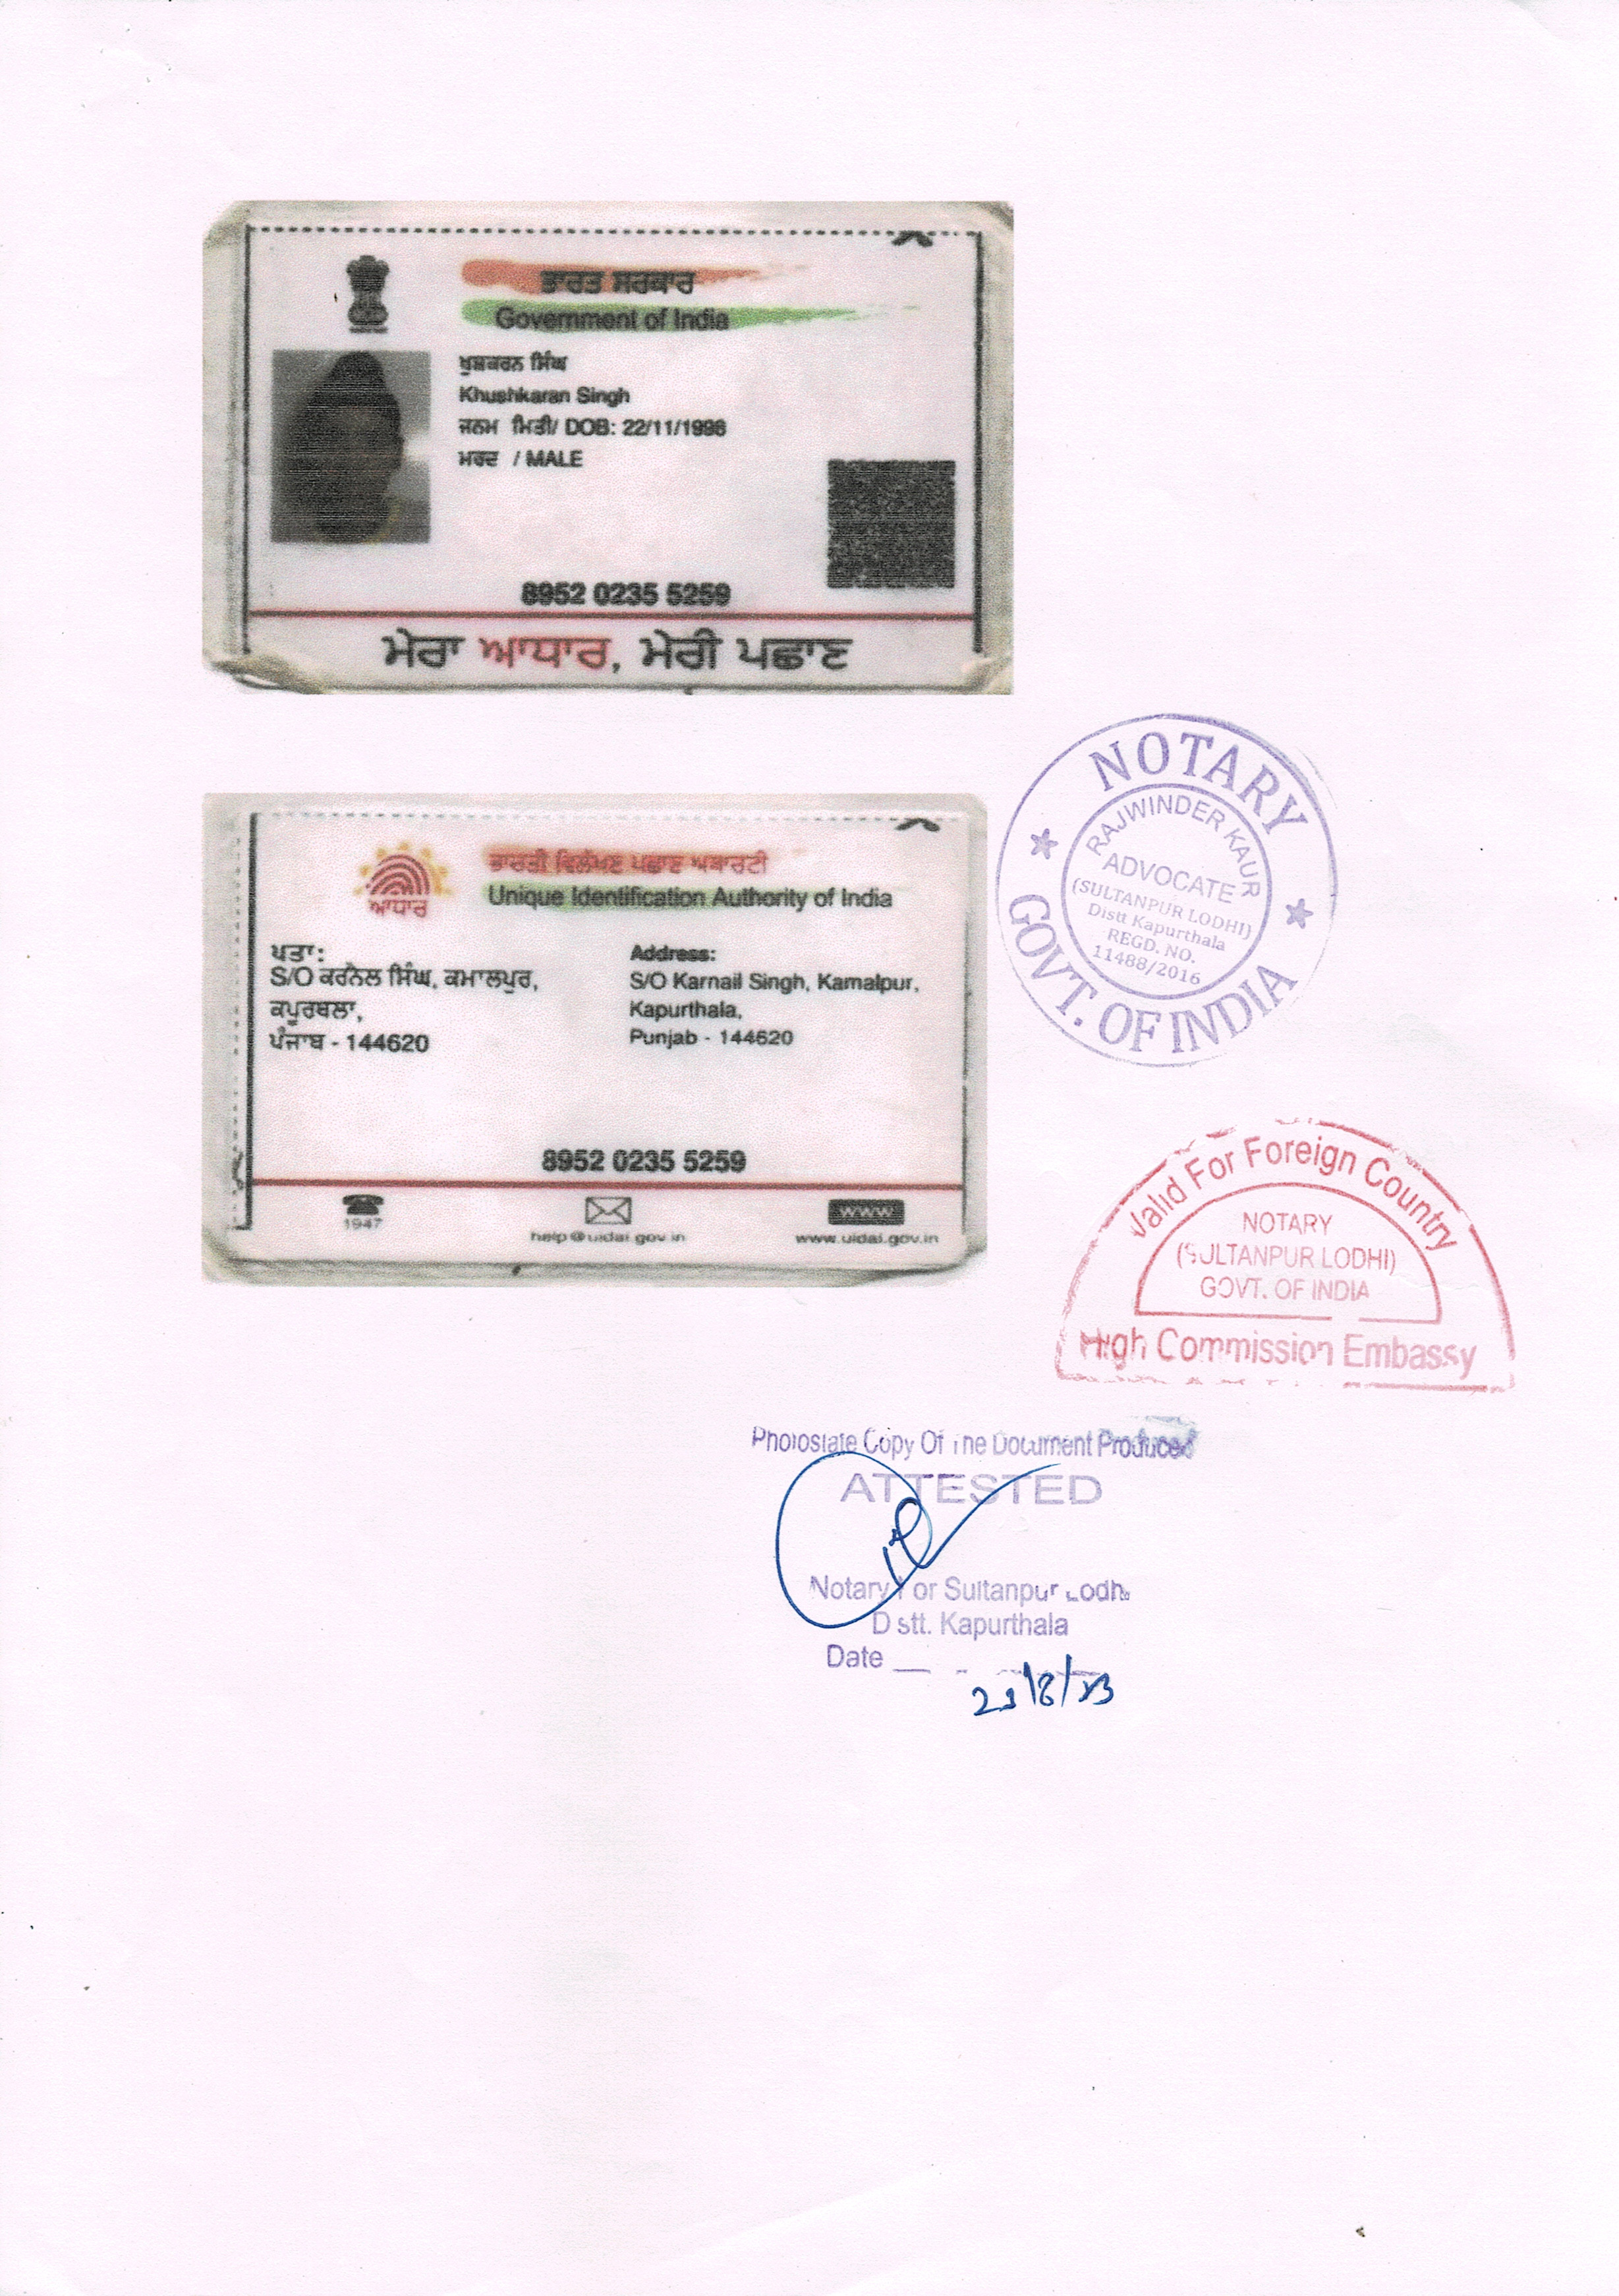 ਭਾਰਤ ਸਰਕਾਰ
Government of India
ਖੁਸ਼ਕਰਨ ਸਿੰਘ
Khushkaran Singh
ਜਨਮ ਮਿਤੀ/ DOB: 22/11/1996
ਮਰਦ / MALE
8952 0235 5259
ਮੇਰਾ ਆਧਾਰ, ਮੇਰੀ ਪਛਾਣ
ਭਾਰਤੀ ਵਿਲੱਖਣ ਪਛਾਣ ਅਥਾਰਟੀ
Unique Identification Authority of India
ਆਧਾਰ
ਪਤਾ:
S/O ਕਰਨੈਲ ਸਿੰਘ, ਕਮਾਲਪੁਰ,
ਕਪੂਰਥਲਾ,
ਪੰਜਾਬ - 144620
Address:
S/O Karnail Singh, Kamalpur,
Kapurthala,
Punjab - 144620
8952 0235 5259
1947
help@uidai.gov.in
www
www.uidai.gov.in
NOTARY
RAJWINDER KAUR
ADVOCATE
(SULTANPUR LODHI)
Distt Kapurthala
REGD. NO.
11488/2016
GOVT. OF INDIA
Valid For Foreign Country
NOTARY
(SULTANPUR LODHI)
GOVT. OF INDIA
High Commission Embassy
Photostate Copy Of The Document Produced
ATTESTED
Notary For Sultanpur Lodhi
Distt. Kapurthala
Date